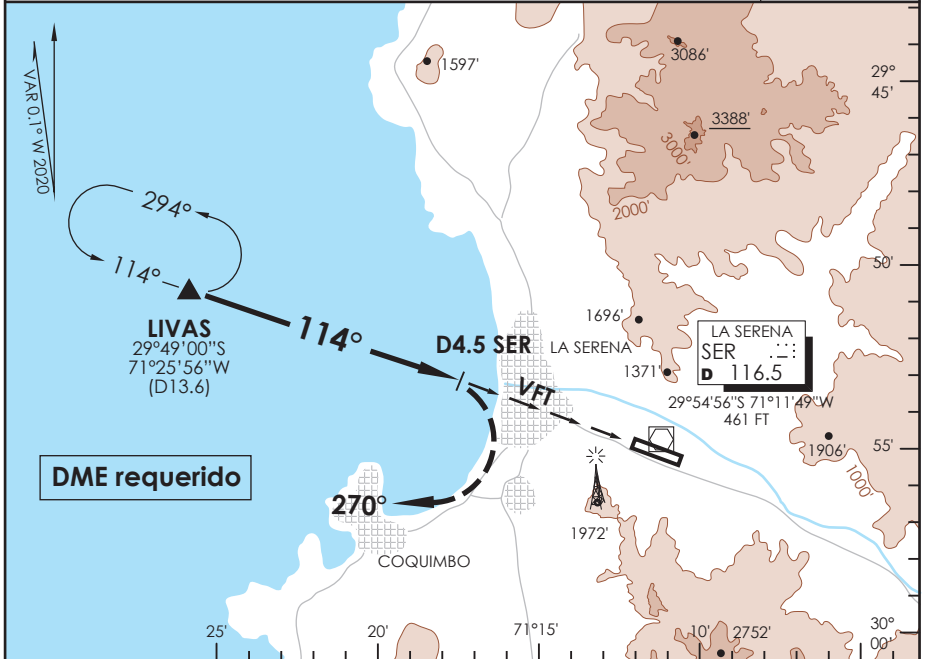 VAR 0.1° W 2020
1597'
3086'
29°
45'
3388'
3000'
2000'
294°
114°
50'
LIVAS
29°49'00"S
71°25'56"W
(D13.6)
114°
D4.5 SER
VFT
1696'
LA SERENA
1371'
LA SERENA
SER
D 116.5
29°54'56"S 71°11'49"W
461 FT
1906'
55'
1000'
DME requerido
270°
1972'
COQUIMBO
25'
20'
71°15'
10'
2752'
30°
00'